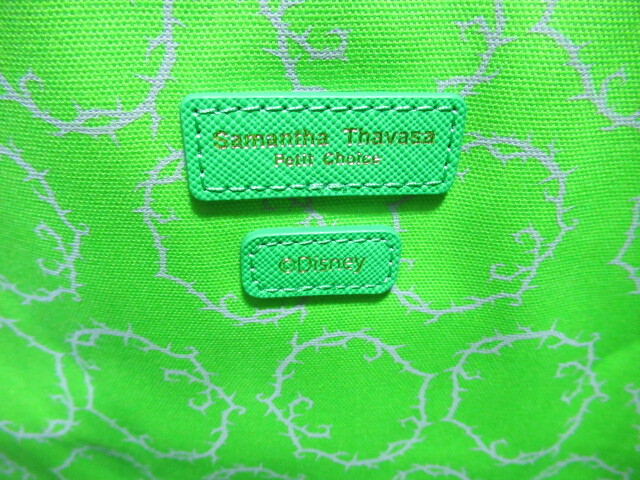 Samantha Thavasa
Petit Choice
©Disney